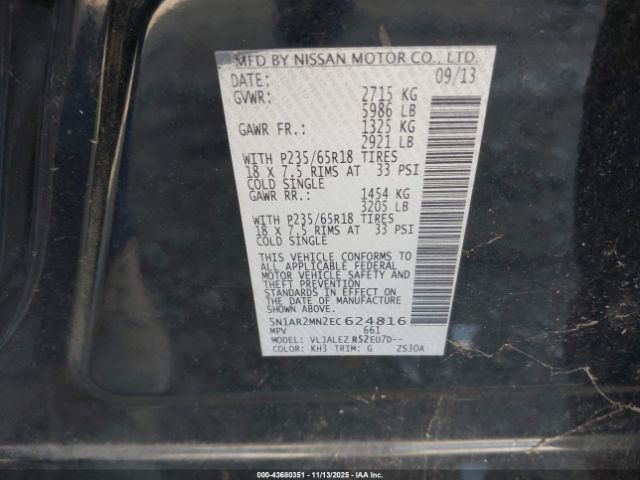 MFD BY NISSAN MOTOR CO., LTD.
DATE: 09/13
GVWR: 2715 KG
5986 LB
GAWR FR.: 1325 KG
2921 LB
WITH P235/65R18 TIRES
18 X 7.5 RIMS AT 33 PSI
COLD SINGLE
GAWR RR.: 1454 KG
3205 LB
WITH P235/65R18 TIRES
18 X 7.5 RIMS AT 33 PSI
COLD SINGLE
THIS VEHICLE CONFORMS TO
ALL APPLICABLE FEDERAL
MOTOR VEHICLE SAFETY AND
THEFT PREVENTION
STANDARDS IN EFFECT ON
THE DATE OF MANUFACTURE
SHOWN ABOVE.
5N1AR2MN2EC624816
MPV 661
MODEL: VLJALEZ R52EU7D--
COLOR: KH3 TRIM: G 2S30A
000-43680351 - 11/13/2025 - IAA Inc.